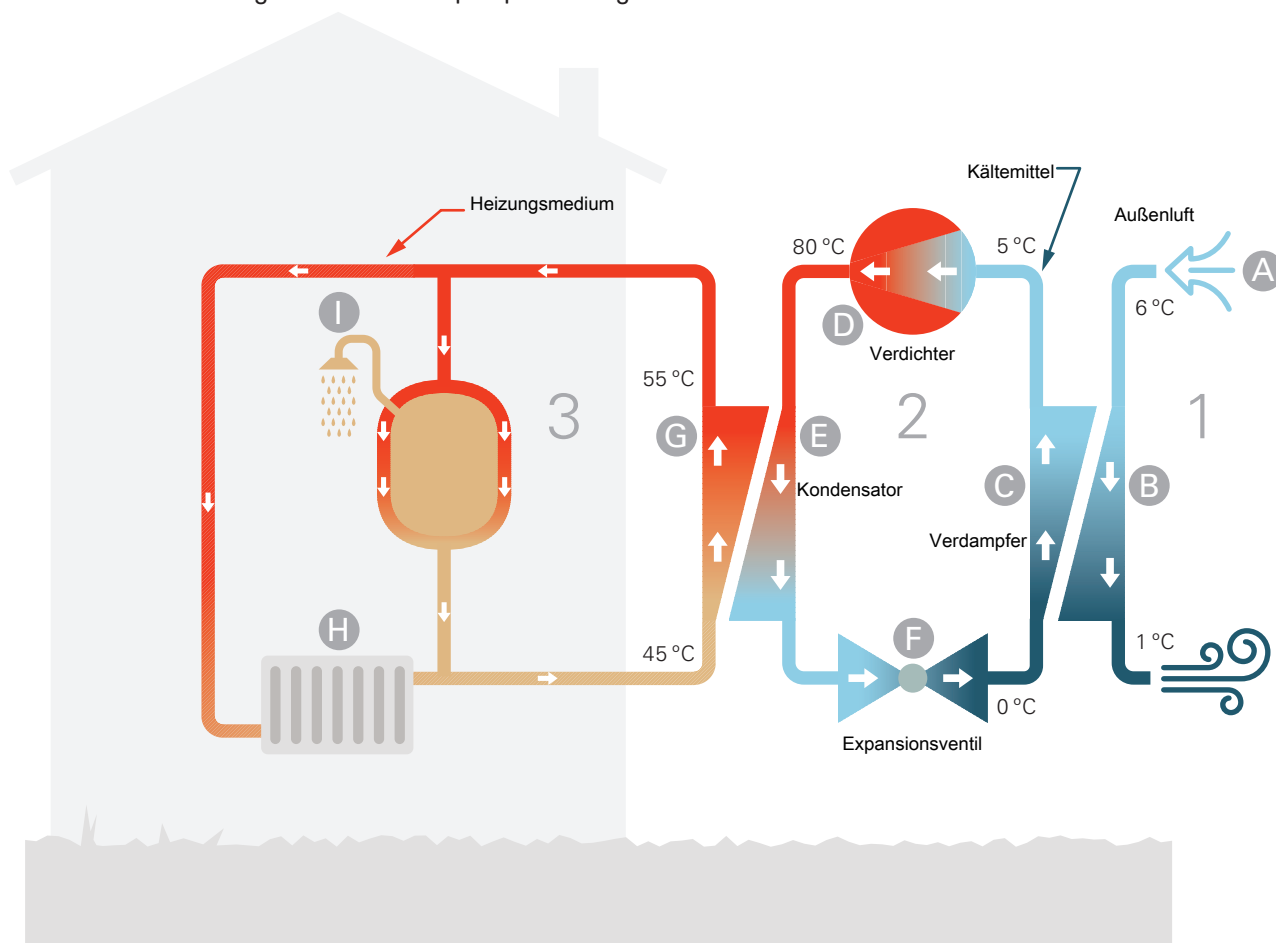 Kältemittel
Heizungsmedium
Außenluft
80 °C
5 °C
A
6 °C
I
D
Verdichter
55 °C
3
2
1
G
E
C
B
Kondensator
Verdampfer
H
F
45 °C
1 °C
0 °C
Expansionsventil